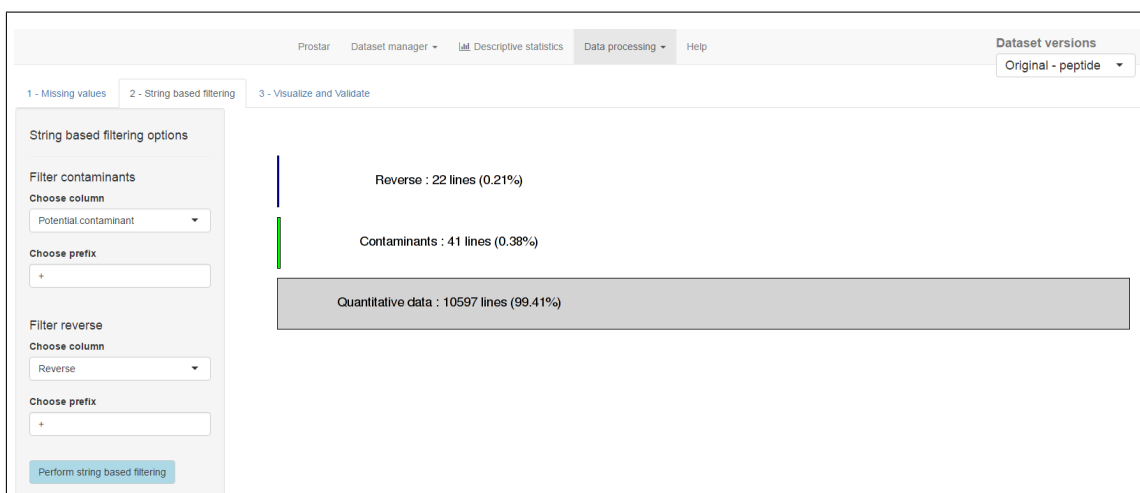 Prostar Dataset manager Descriptive statistics Data processing Help
Dataset versions
Original - peptide
1 - Missing values 2 - String based filtering 3 - Visualize and Validate
String based filtering options
Filter contaminants
Choose column
Potential.contaminant
Choose prefix
+
Filter reverse
Choose column
Reverse
Choose prefix
+
Perform string based filtering
Reverse : 22 lines (0.21%)
Contaminants : 41 lines (0.38%)
Quantitative data : 10597 lines (99.41%)